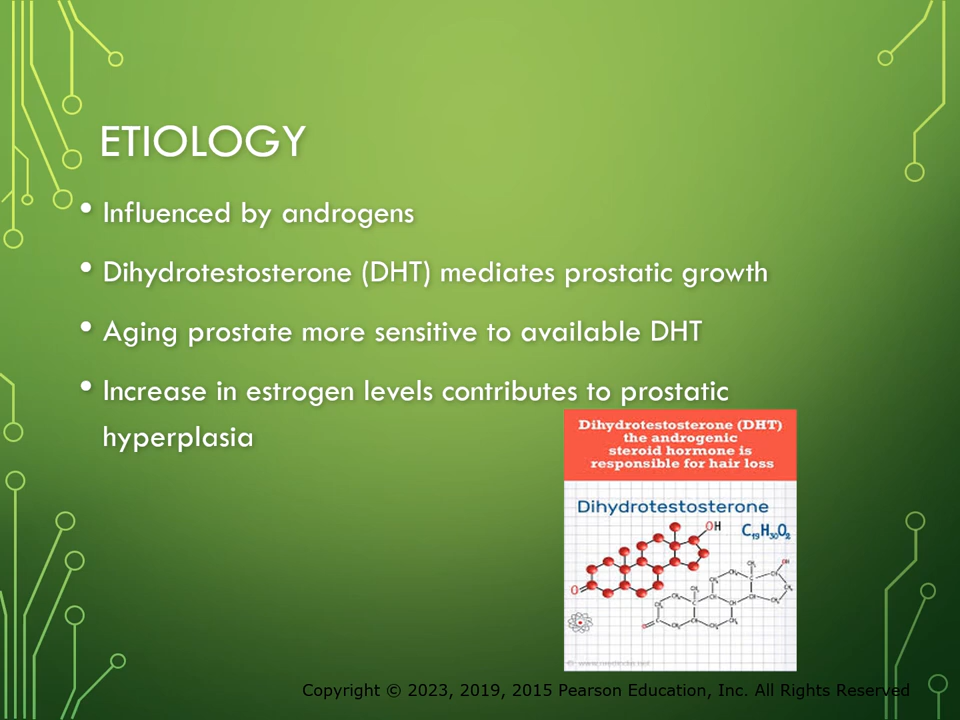 ETIOLOGY
• Influenced by androgens
• Dihydrotestosterone (DHT) mediates prostatic growth
• Aging prostate more sensitive to available DHT
• Increase in estrogen levels contributes to prostatic
hyperplasia
Dihydrotestosterone (DHT)
the androgenic
steroid hormone is
responsible for hair loss
Dihydrotestosterone
OH
C19H30O2
O
Copyright © 2023, 2019, 2015 Pearson Education, Inc. All Rights Reserved